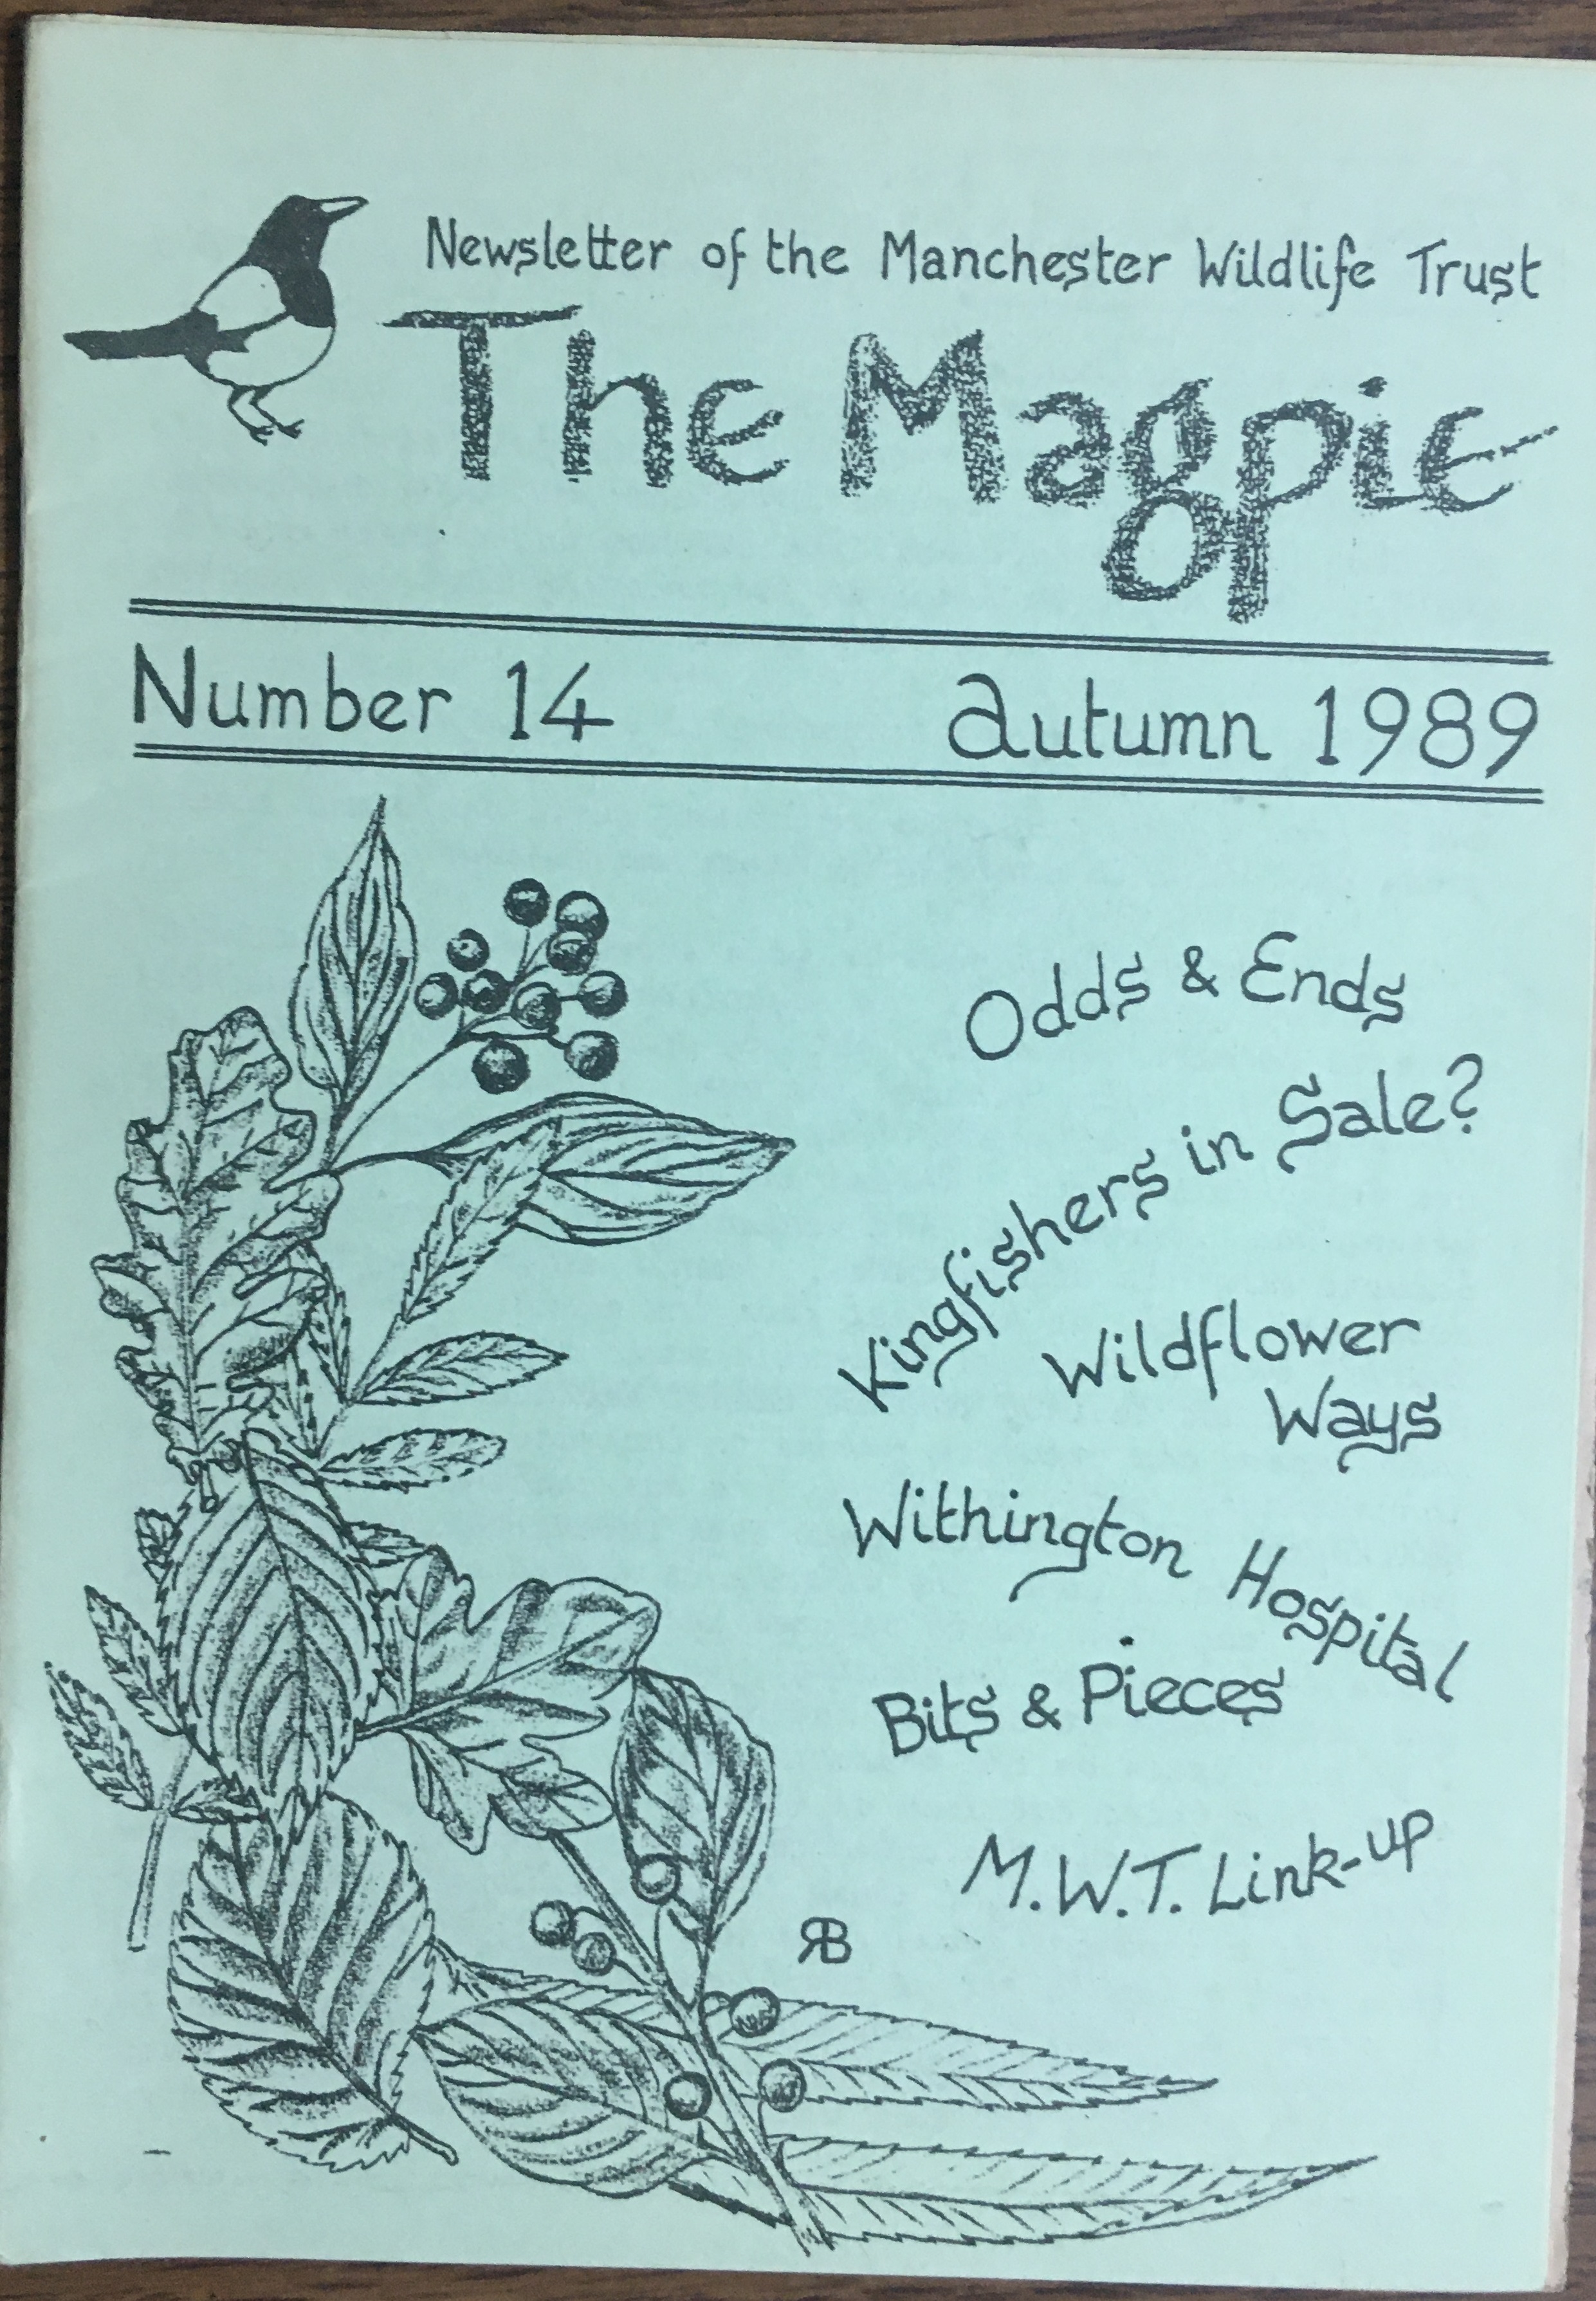 Newsletter of the Manchester Wildlife Trust
The Magpie
Number 14 autumn 1989
Odds & Ends
Kingfishers in Sale?
Wildflower
Ways
Withington Hospital
Bits & Pieces
M.W.T. Link-up
RB